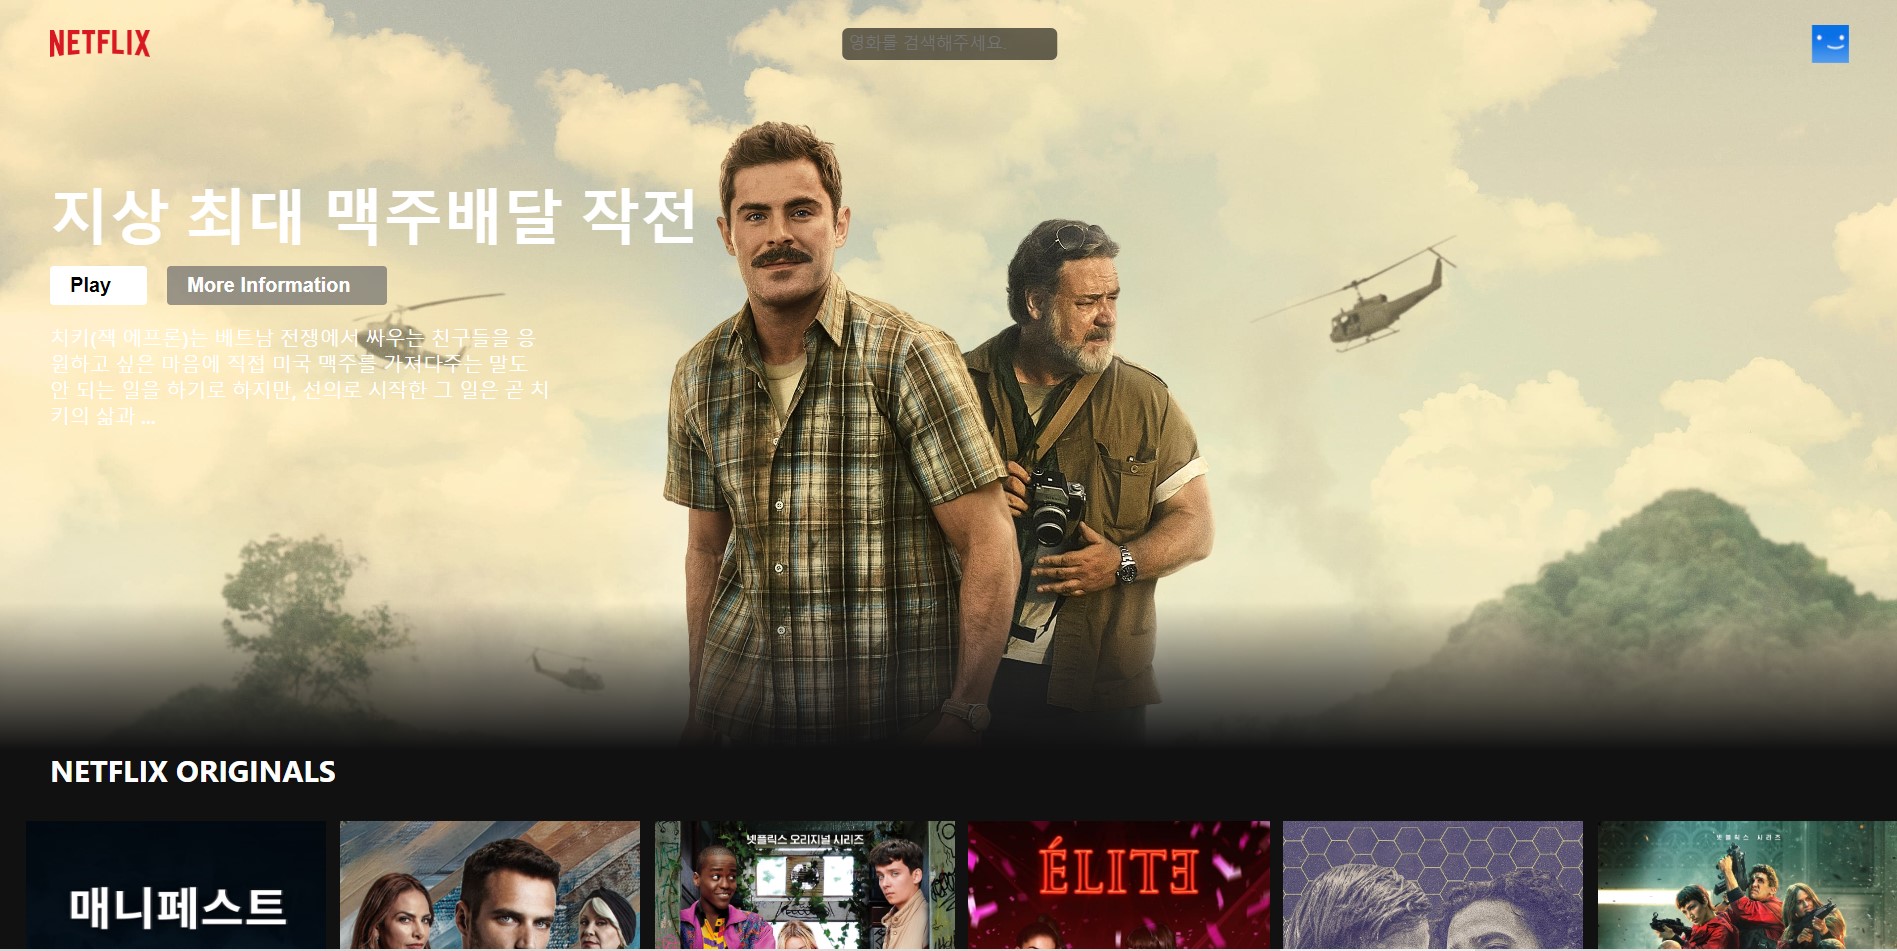 NETFLIX
영화를 검색해주세요.
지상 최대 맥주배달 작전
Play
More Information
치키(잭 에프론)는 베트남 전쟁에서 싸우는 친구들을 응
원하고 싶은 마음에 직접 미국 맥주를 가져다주는 말도
안 되는 일을 하기로 하지만, 선의로 시작한 그 일은 곧 치
키의 삶과 ...
NETFLIX ORIGINALS
매니페스트
넷플릭스 오리지널 시리즈
ÉLITE
넷플릭스 시리즈